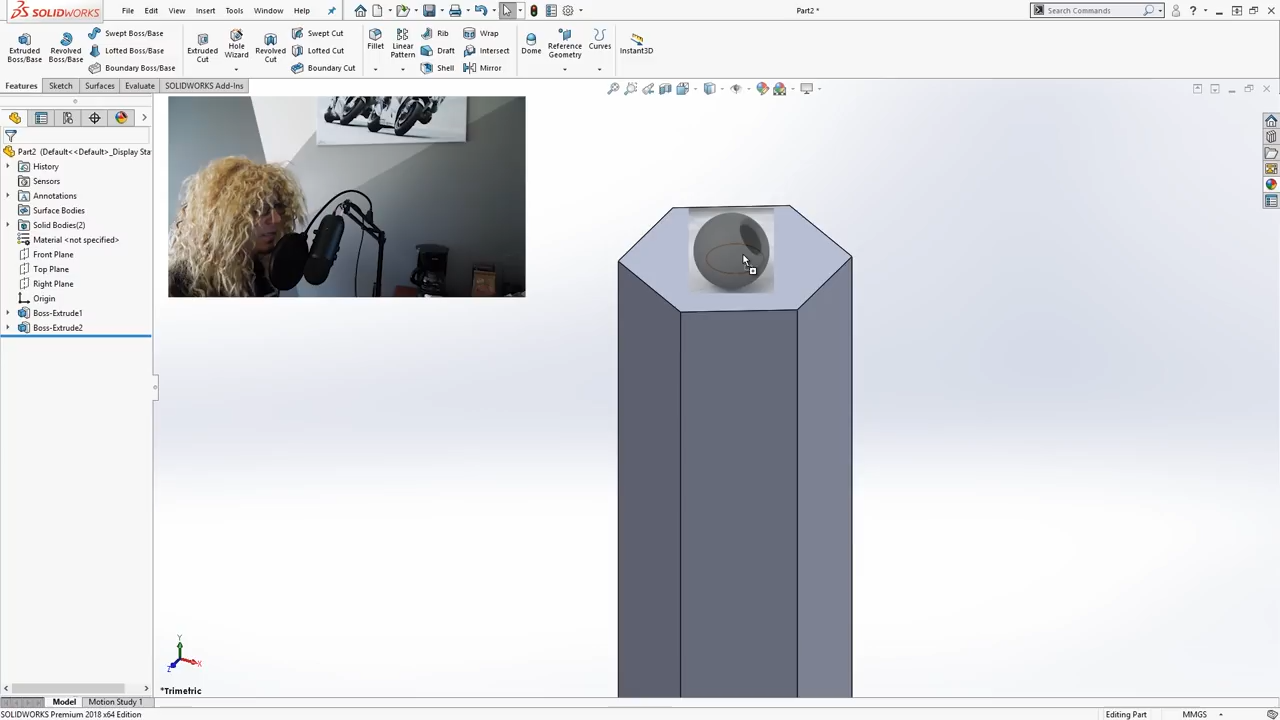 SOLIDWORKS
File Edit View Insert Tools Window Help
Part2 *
Search Commands
Extruded Boss/Base
Revolved Boss/Base
Swept Boss/Base
Lofted Boss/Base
Boundary Boss/Base
Extruded Cut
Hole Wizard
Revolved Cut
Swept Cut
Lofted Cut
Boundary Cut
Fillet
Linear Pattern
Rib
Draft
Shell
Wrap
Intersect
Mirror
Dome
Reference Geometry
Curves
Instant3D
Features Sketch Surfaces Evaluate SOLIDWORKS Add-Ins
Part2 (Default<<Default>_Display Sta
History
Sensors
Annotations
Surface Bodies
Solid Bodies(2)
Material <not specified>
Front Plane
Top Plane
Right Plane
Origin
Boss-Extrude1
Boss-Extrude2
Y
X
Z
*Trimetric
Model Motion Study 1
SOLIDWORKS Premium 2018 x64 Edition
Editing Part
MMGS